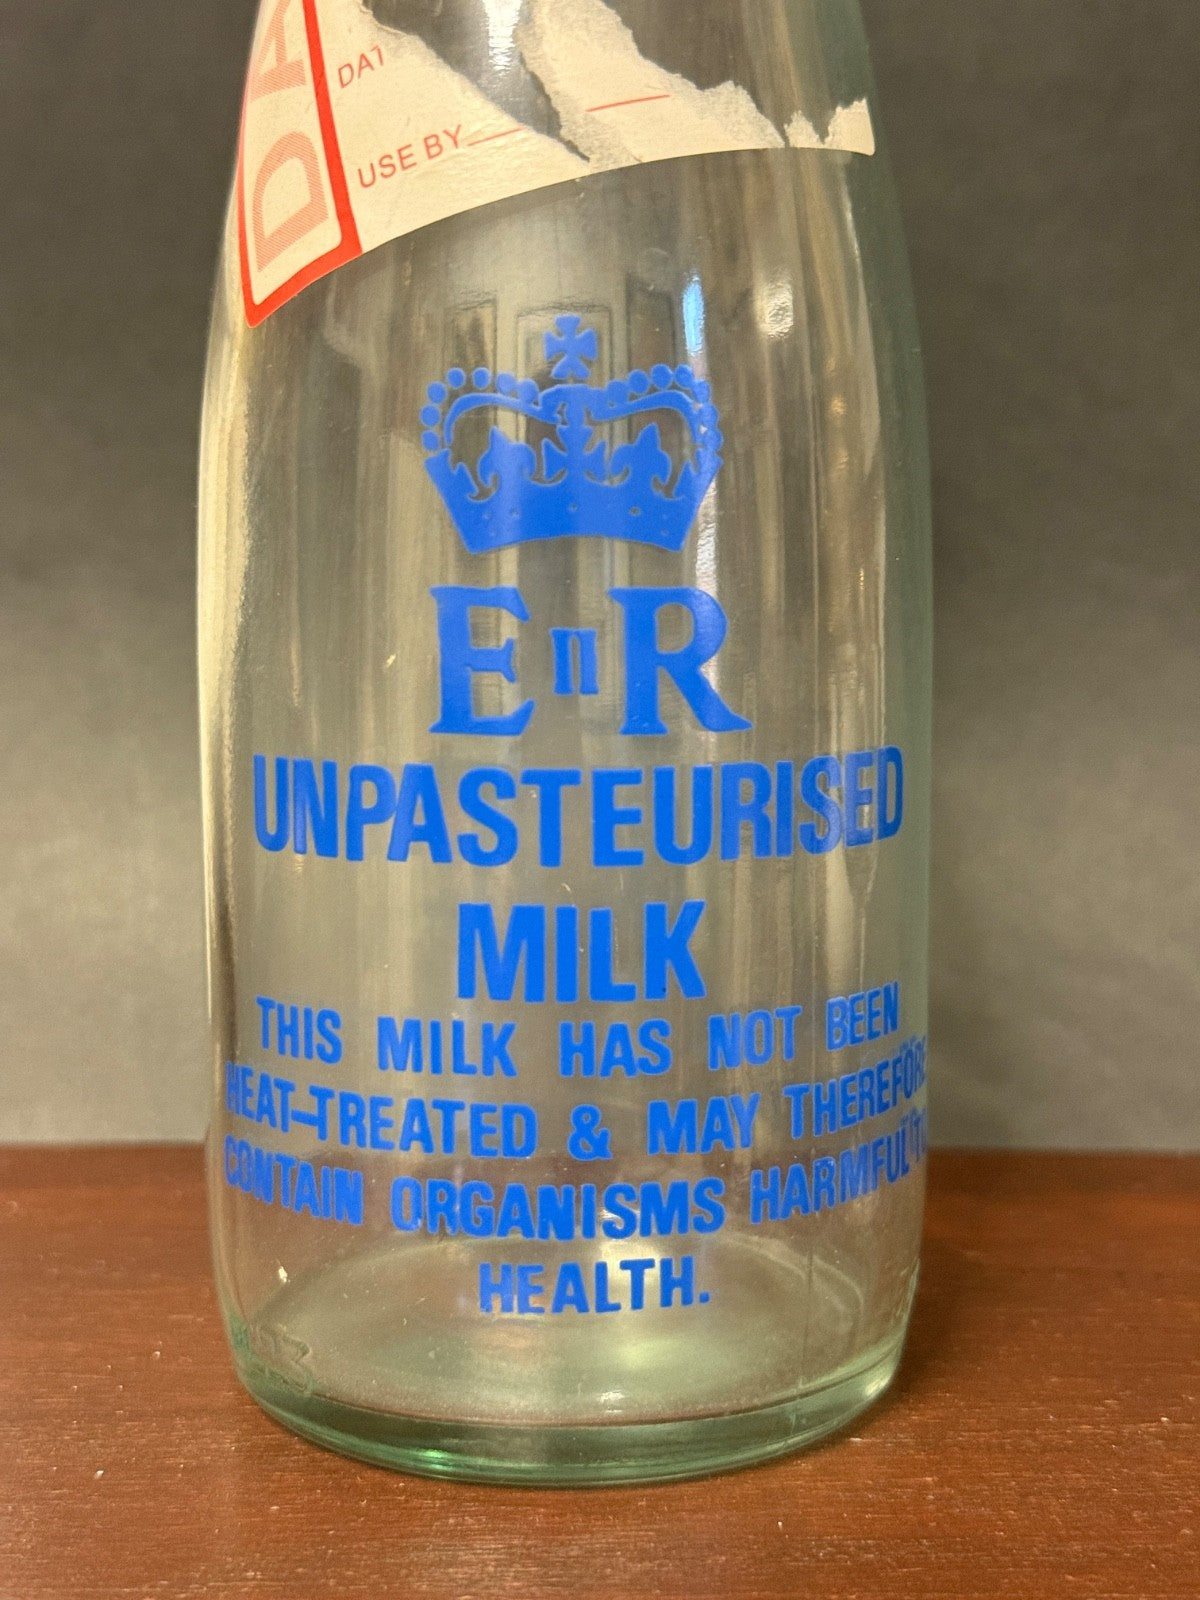 DA
DAT
USE BY
EnR
UNPASTEURISED
MILK
THIS MILK HAS NOT BEEN
HEAT-TREATED & MAY THEREFORE
CONTAIN ORGANISMS HARMFUL TO
HEALTH.